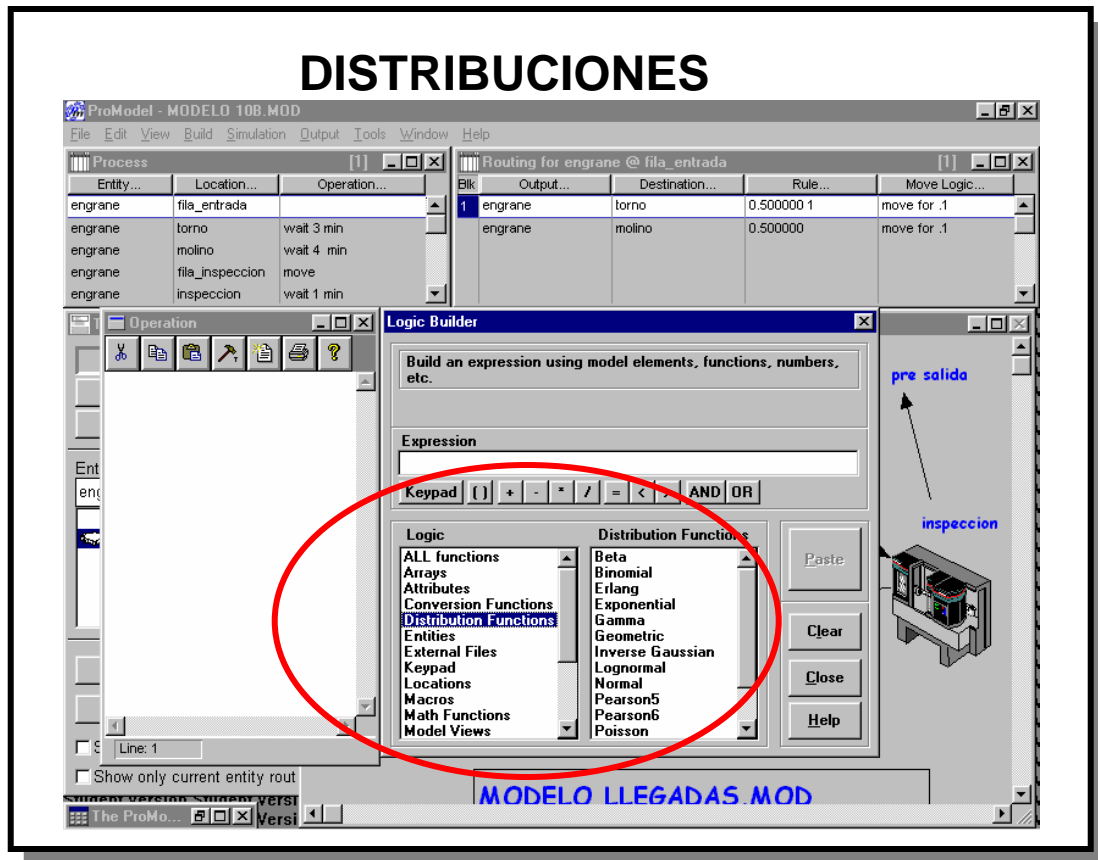 DISTRIBUCIONES
ProModel - MODELO 10B.MOD
File Edit View Build Simulation Output Tools Window Help
Process [1]
Entity... Location... Operation...
engrane fila_entrada
engrane torno wait 3 min
engrane molino wait 4 min
engrane fila_inspeccion move
engrane inspeccion wait 1 min
Routing for engrane @ fila_entrada [1]
Blk Output... Destination... Rule... Move Logic...
1 engrane torno 0.500000 1 move for .1
engrane molino 0.500000 move for .1
Operation
Line: 1
Logic Builder
Build an expression using model elements, functions, numbers,
etc.
Expression
Keypad ( ) + - * / = < > AND OR
Logic
ALL functions
Arrays
Attributes
Conversion Functions
Distribution Functions
Entities
External Files
Keypad
Locations
Macros
Math Functions
Model Views
Distribution Functions
Beta
Binomial
Erlang
Exponential
Gamma
Geometric
Inverse Gaussian
Lognormal
Normal
Pearson5
Pearson6
Poisson
Paste
Clear
Close
Help
pre salida
inspeccion
Ent
Show only current entity rout
MODELO LLEGADAS.MOD
Student Version Student Versi
The ProMo... Versi